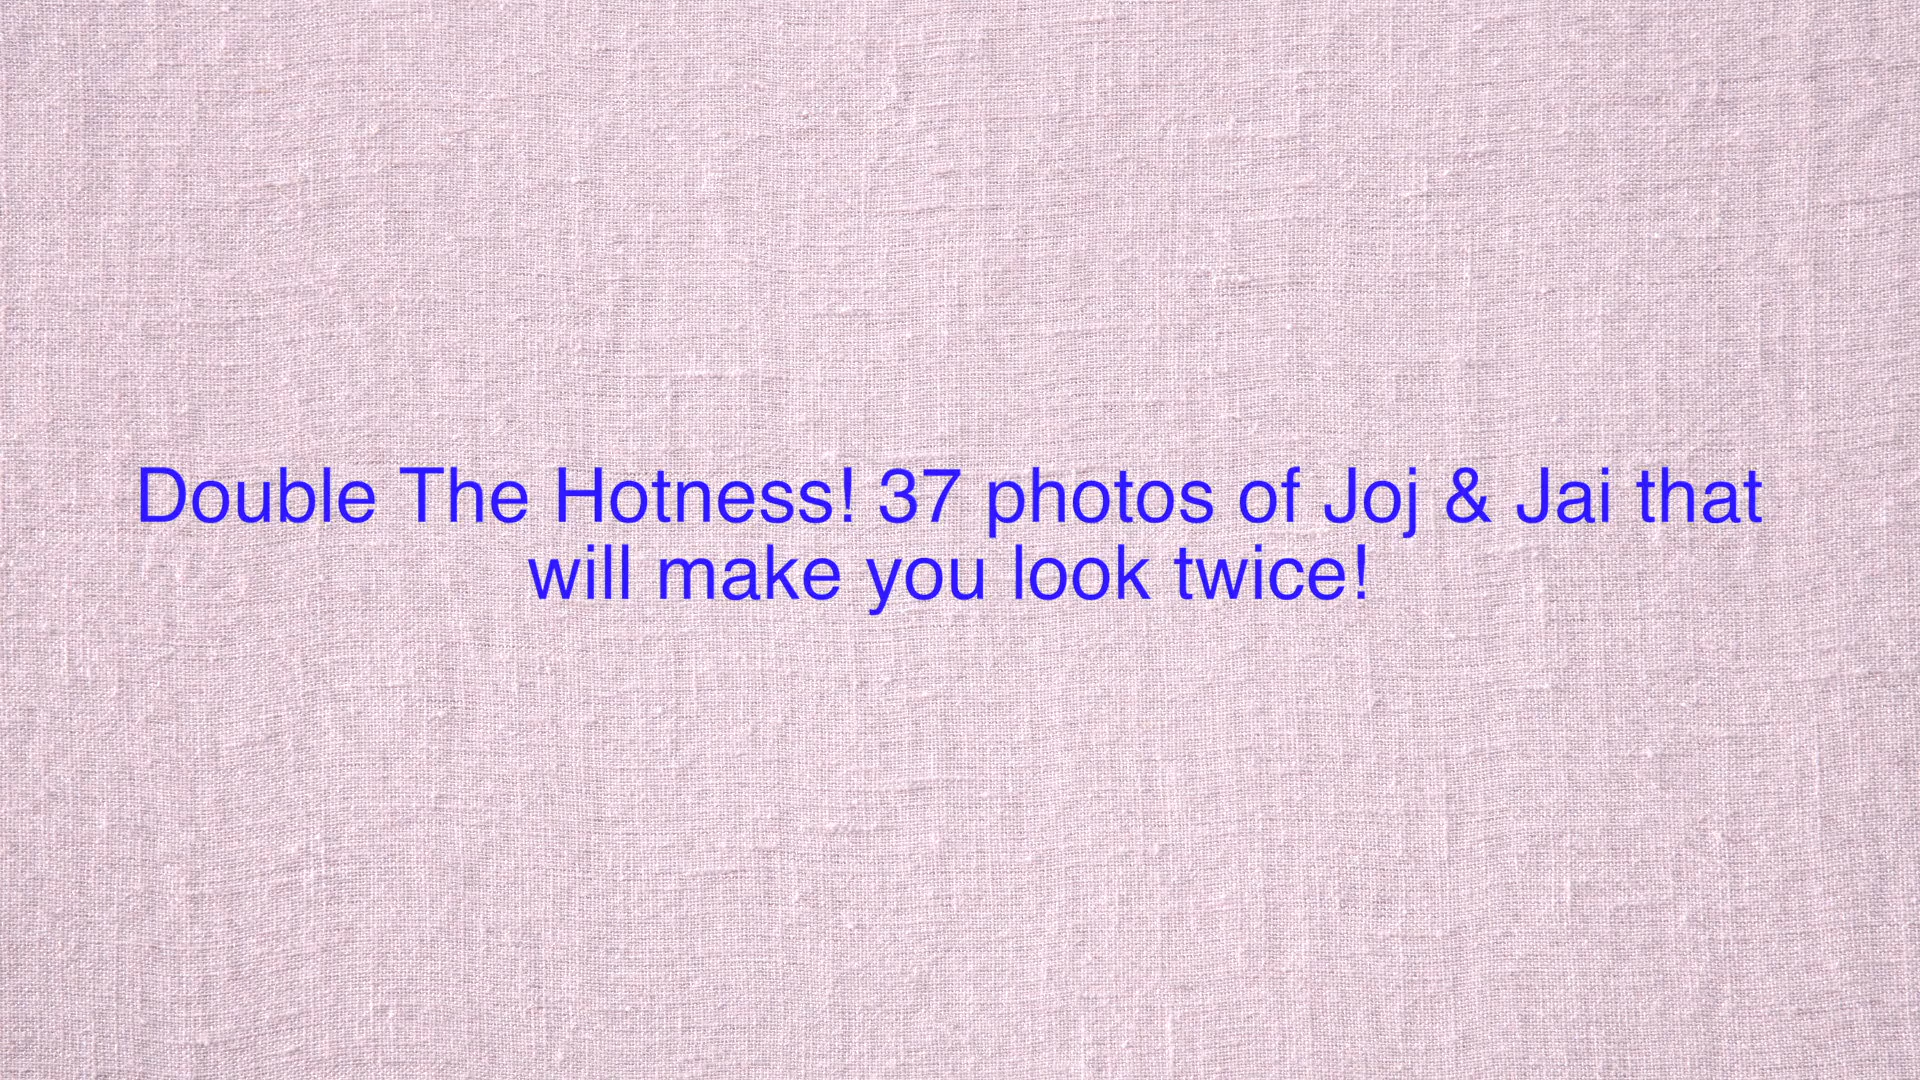 Double The Hotness! 37 photos of Joj & Jai that
will make you look twice!